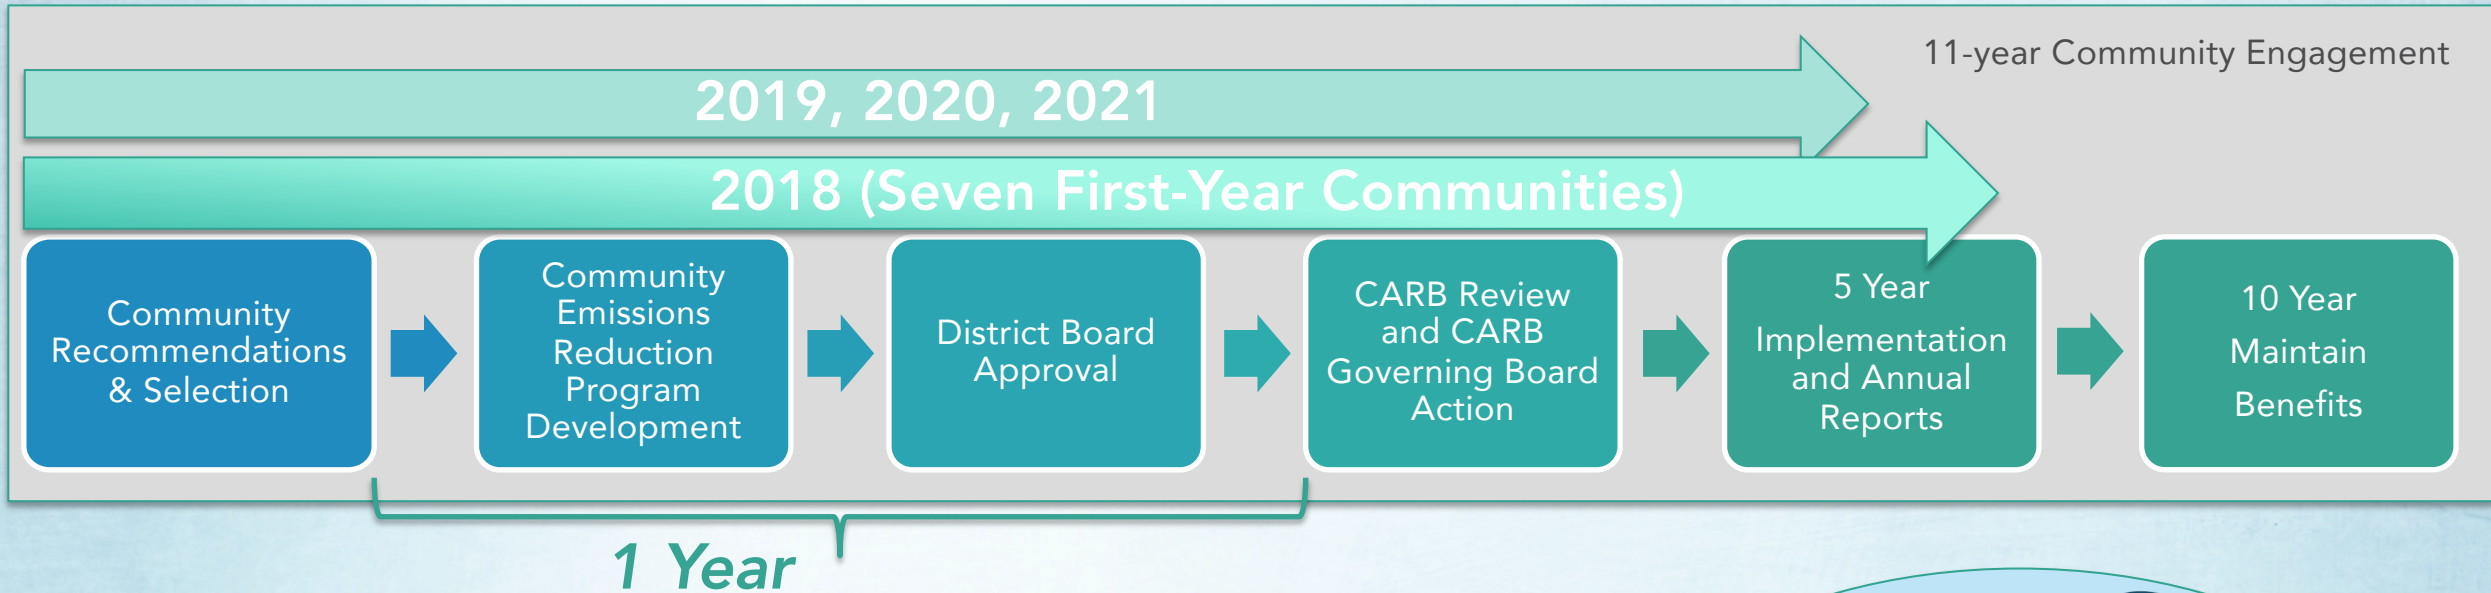 11-year Community Engagement
2019, 2020, 2021
2018 (Seven First-Year Communities)
Community
Recommendations
& Selection
Community
Emissions
Reduction
Program
Development
District Board
Approval
CARB Review
and CARB
Governing Board
Action
5 Year
Implementation
and Annual
Reports
10 Year
Maintain
Benefits
1 Year